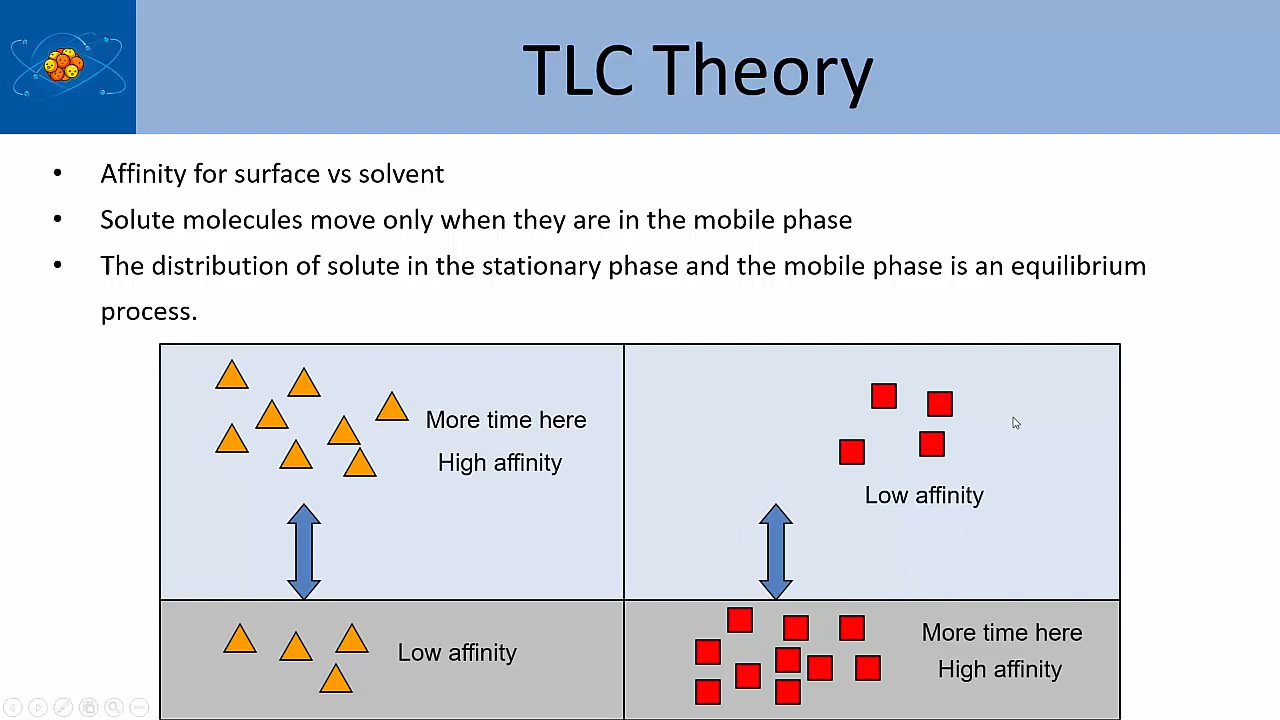 TLC Theory
• Affinity for surface vs solvent
• Solute molecules move only when they are in the mobile phase
• The distribution of solute in the stationary phase and the mobile phase is an equilibrium
process.
More time here
High affinity
Low affinity
Low affinity
More time here
High affinity